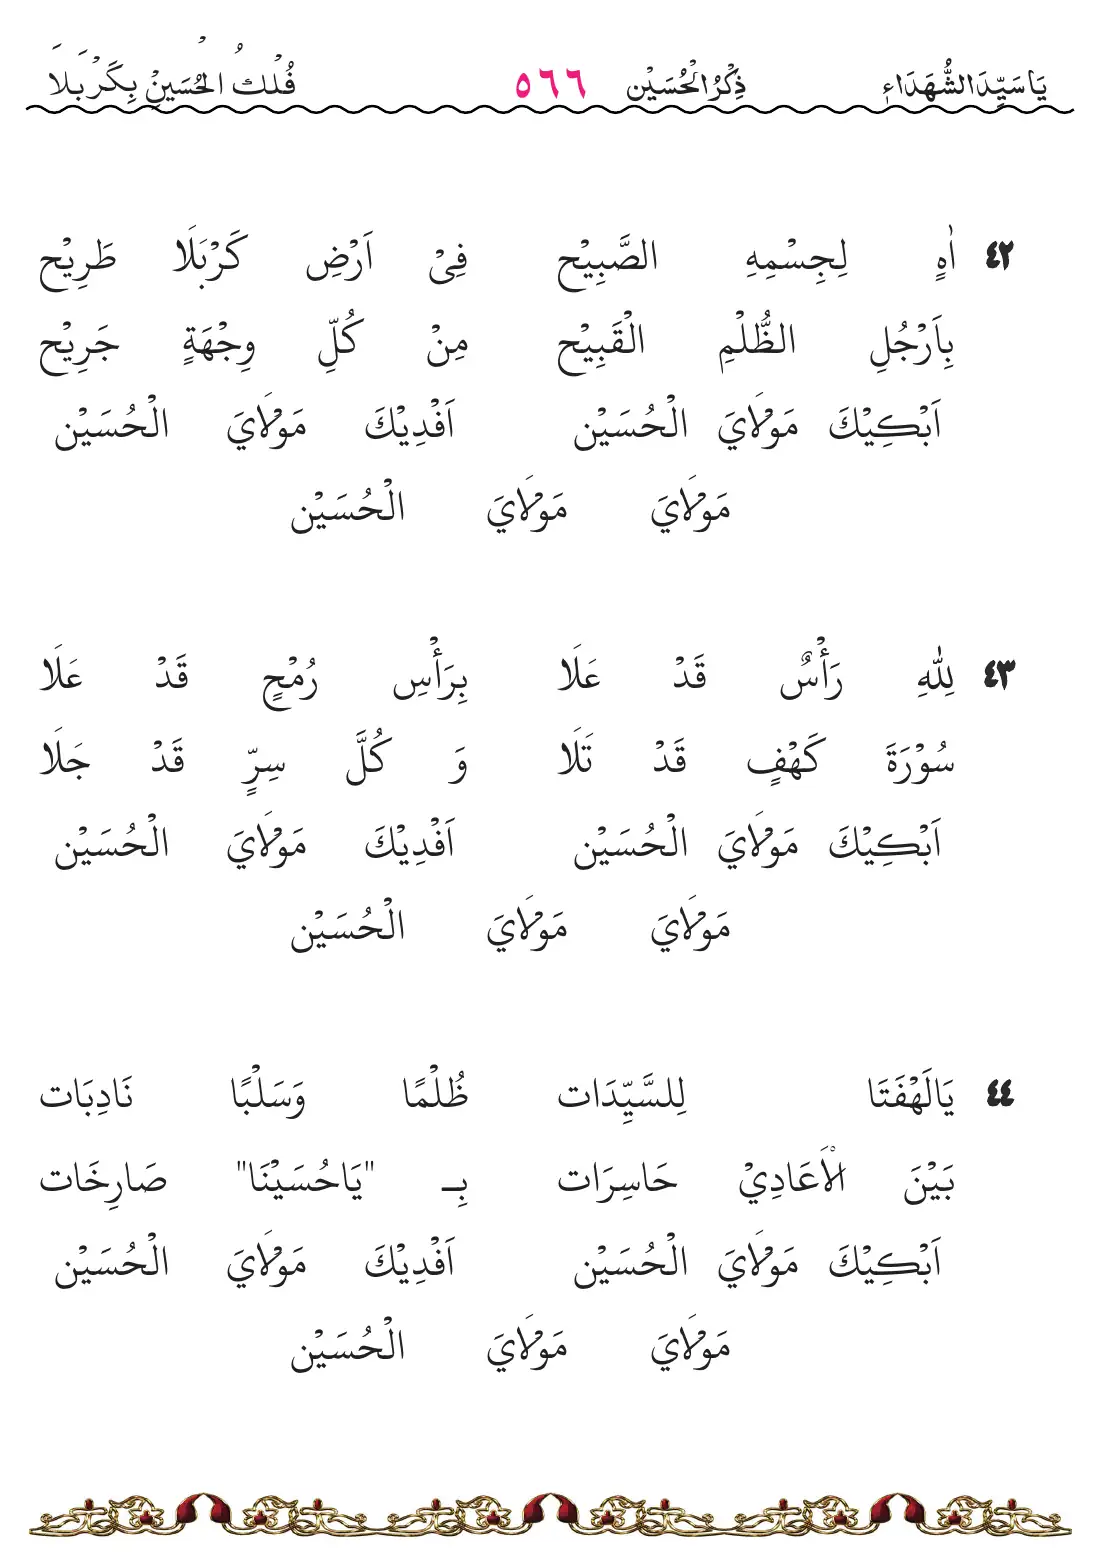 يَاسَيِّدَالشُّهَدَاءِ ذِكْرُالْحُسَيْن ٥٦٦ فُلْكُ الْحُسَيْنِ بِكَرْبَلَا
٤٢ اٰهٍ لِجِسْمِهِ الصَّبِيْح فِيْ اَرْضِ كَرْبَلَا طَرِيْح
بِاَرْجُلِ الظُّلْمِ الْقَبِيْح مِنْ كُلِّ وِجْهَةٍ جَرِيْح
اَبْكِيْكَ مَوْلَايَ الْحُسَيْن اَفْدِيْكَ مَوْلَايَ الْحُسَيْن
مَوْلَايَ مَوْلَايَ الْحُسَيْن
٤٣ لِلّٰهِ رَأْسٌ قَدْ عَلَا بِرَأْسِ رُمْحٍ قَدْ عَلَا
سُوْرَةَ كَهْفٍ قَدْ تَلَا وَ كُلَّ سِرٍّ قَدْ جَلَا
اَبْكِيْكَ مَوْلَايَ الْحُسَيْن اَفْدِيْكَ مَوْلَايَ الْحُسَيْن
مَوْلَايَ مَوْلَايَ الْحُسَيْن
٤٤ يَالَهْفَتَا لِلسَّيِّدَات ظُلْمًا وَسَلْبًا نَادِبَات
بَيْنَ الْاَعَادِيْ حَاسِرَات بِـ "يَاحُسَيْنَا" صَارِخَات
اَبْكِيْكَ مَوْلَايَ الْحُسَيْن اَفْدِيْكَ مَوْلَايَ الْحُسَيْن
مَوْلَايَ مَوْلَايَ الْحُسَيْن